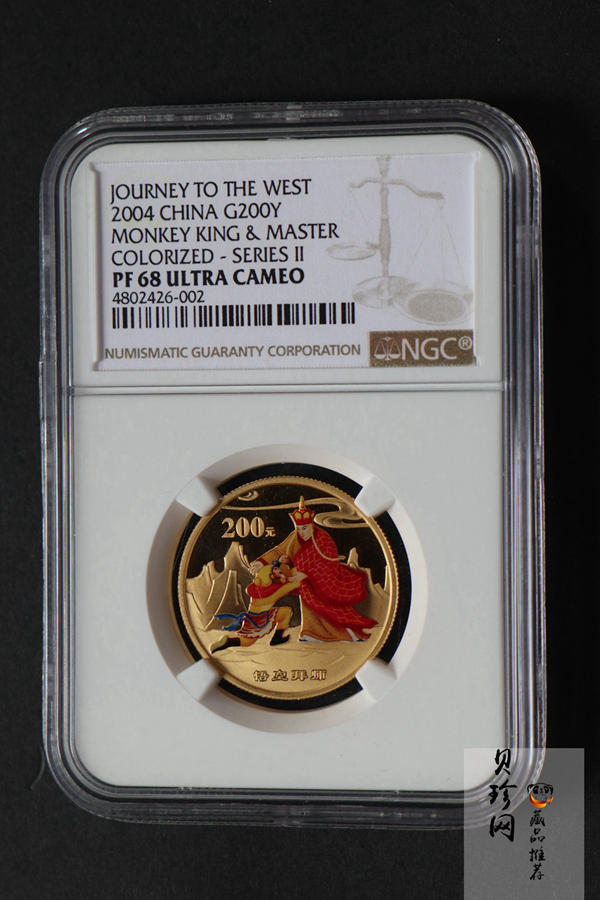 JOURNEY TO THE WEST
2004 CHINA G200Y
MONKEY KING & MASTER
COLORIZED - SERIES II
PF 68 ULTRA CAMEO
4802426-002
NUMISMATIC GUARANTY CORPORATION
NGC®
200元
悟空拜师
贝珍网
藏品推荐